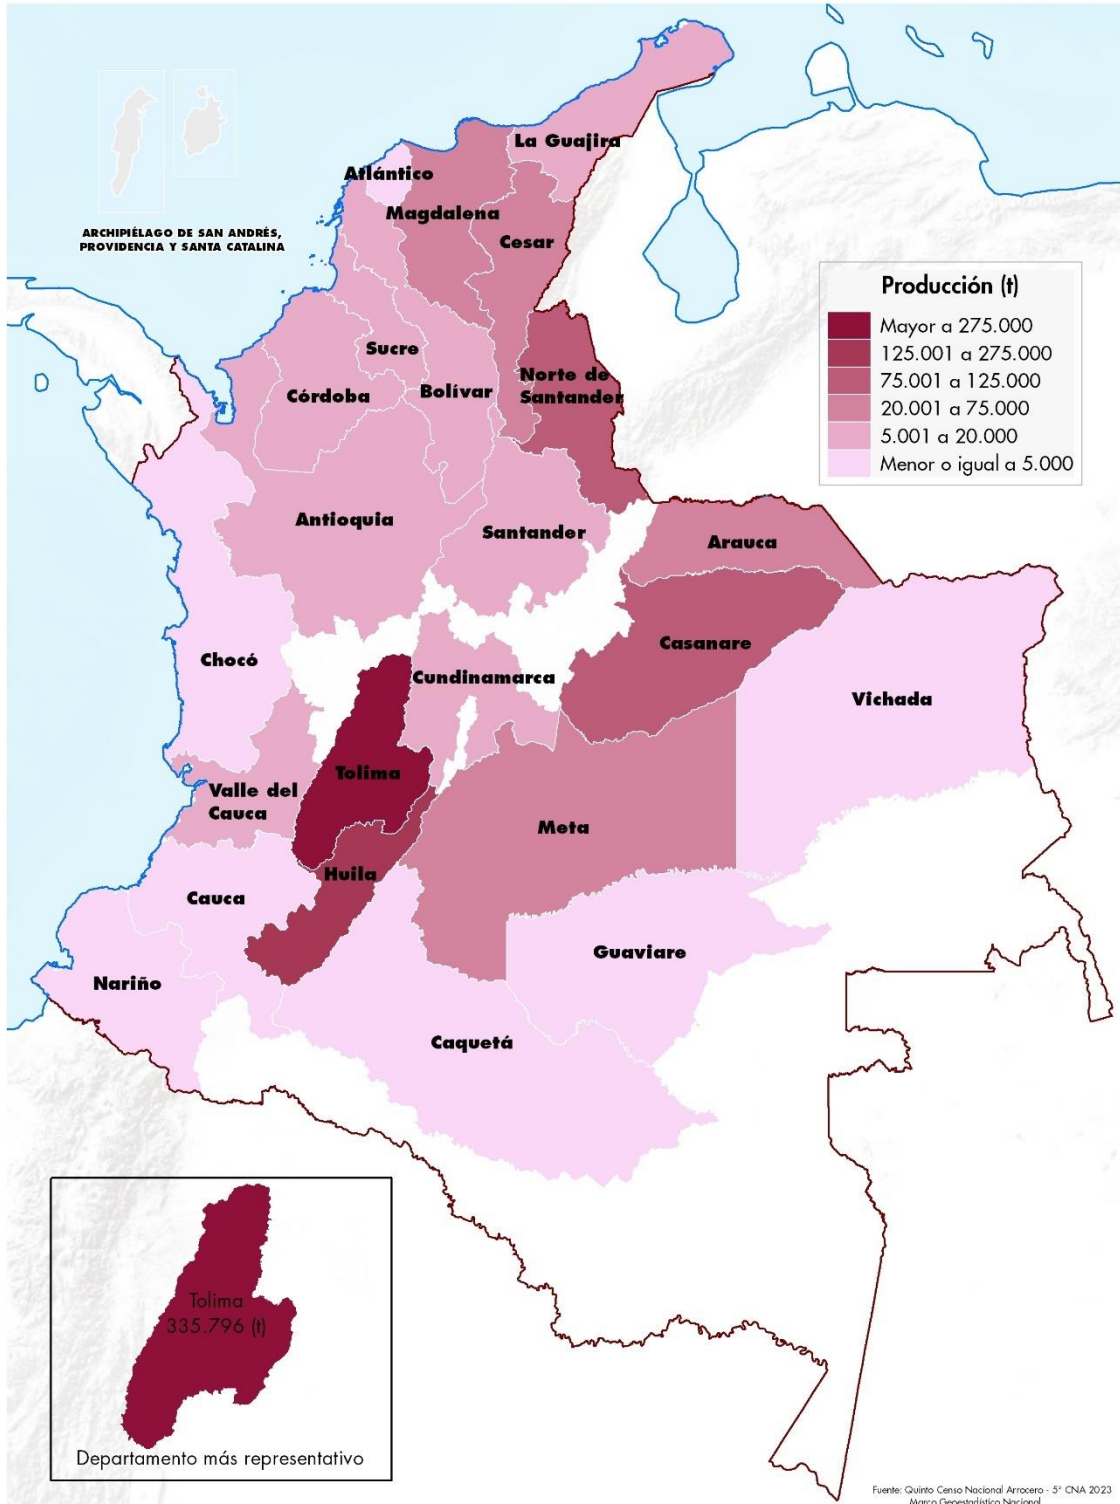 La Guajira
Atlántico
Magdalena
Cesar
ARCHIPIÉLAGO DE SAN ANDRÉS,
PROVIDENCIA Y SANTA CATALINA
Producción (t)
Mayor a 275.000
125.001 a 275.000
75.001 a 125.000
20.001 a 75.000
5.001 a 20.000
Menor o igual a 5.000
Sucre
Norte de
Santander
Córdoba
Bolívar
Antioquia
Santander
Arauca
Casanare
Chocó
Cundinamarca
Vichada
Tolima
Valle del
Cauca
Meta
Huila
Cauca
Guaviare
Nariño
Caquetá
Tolima
335.796 (t)
Departamento más representativo
Fuente: Quinto Censo Nacional Arrocero - 5° CNA 2023
Marco Geoestadístico Nacional